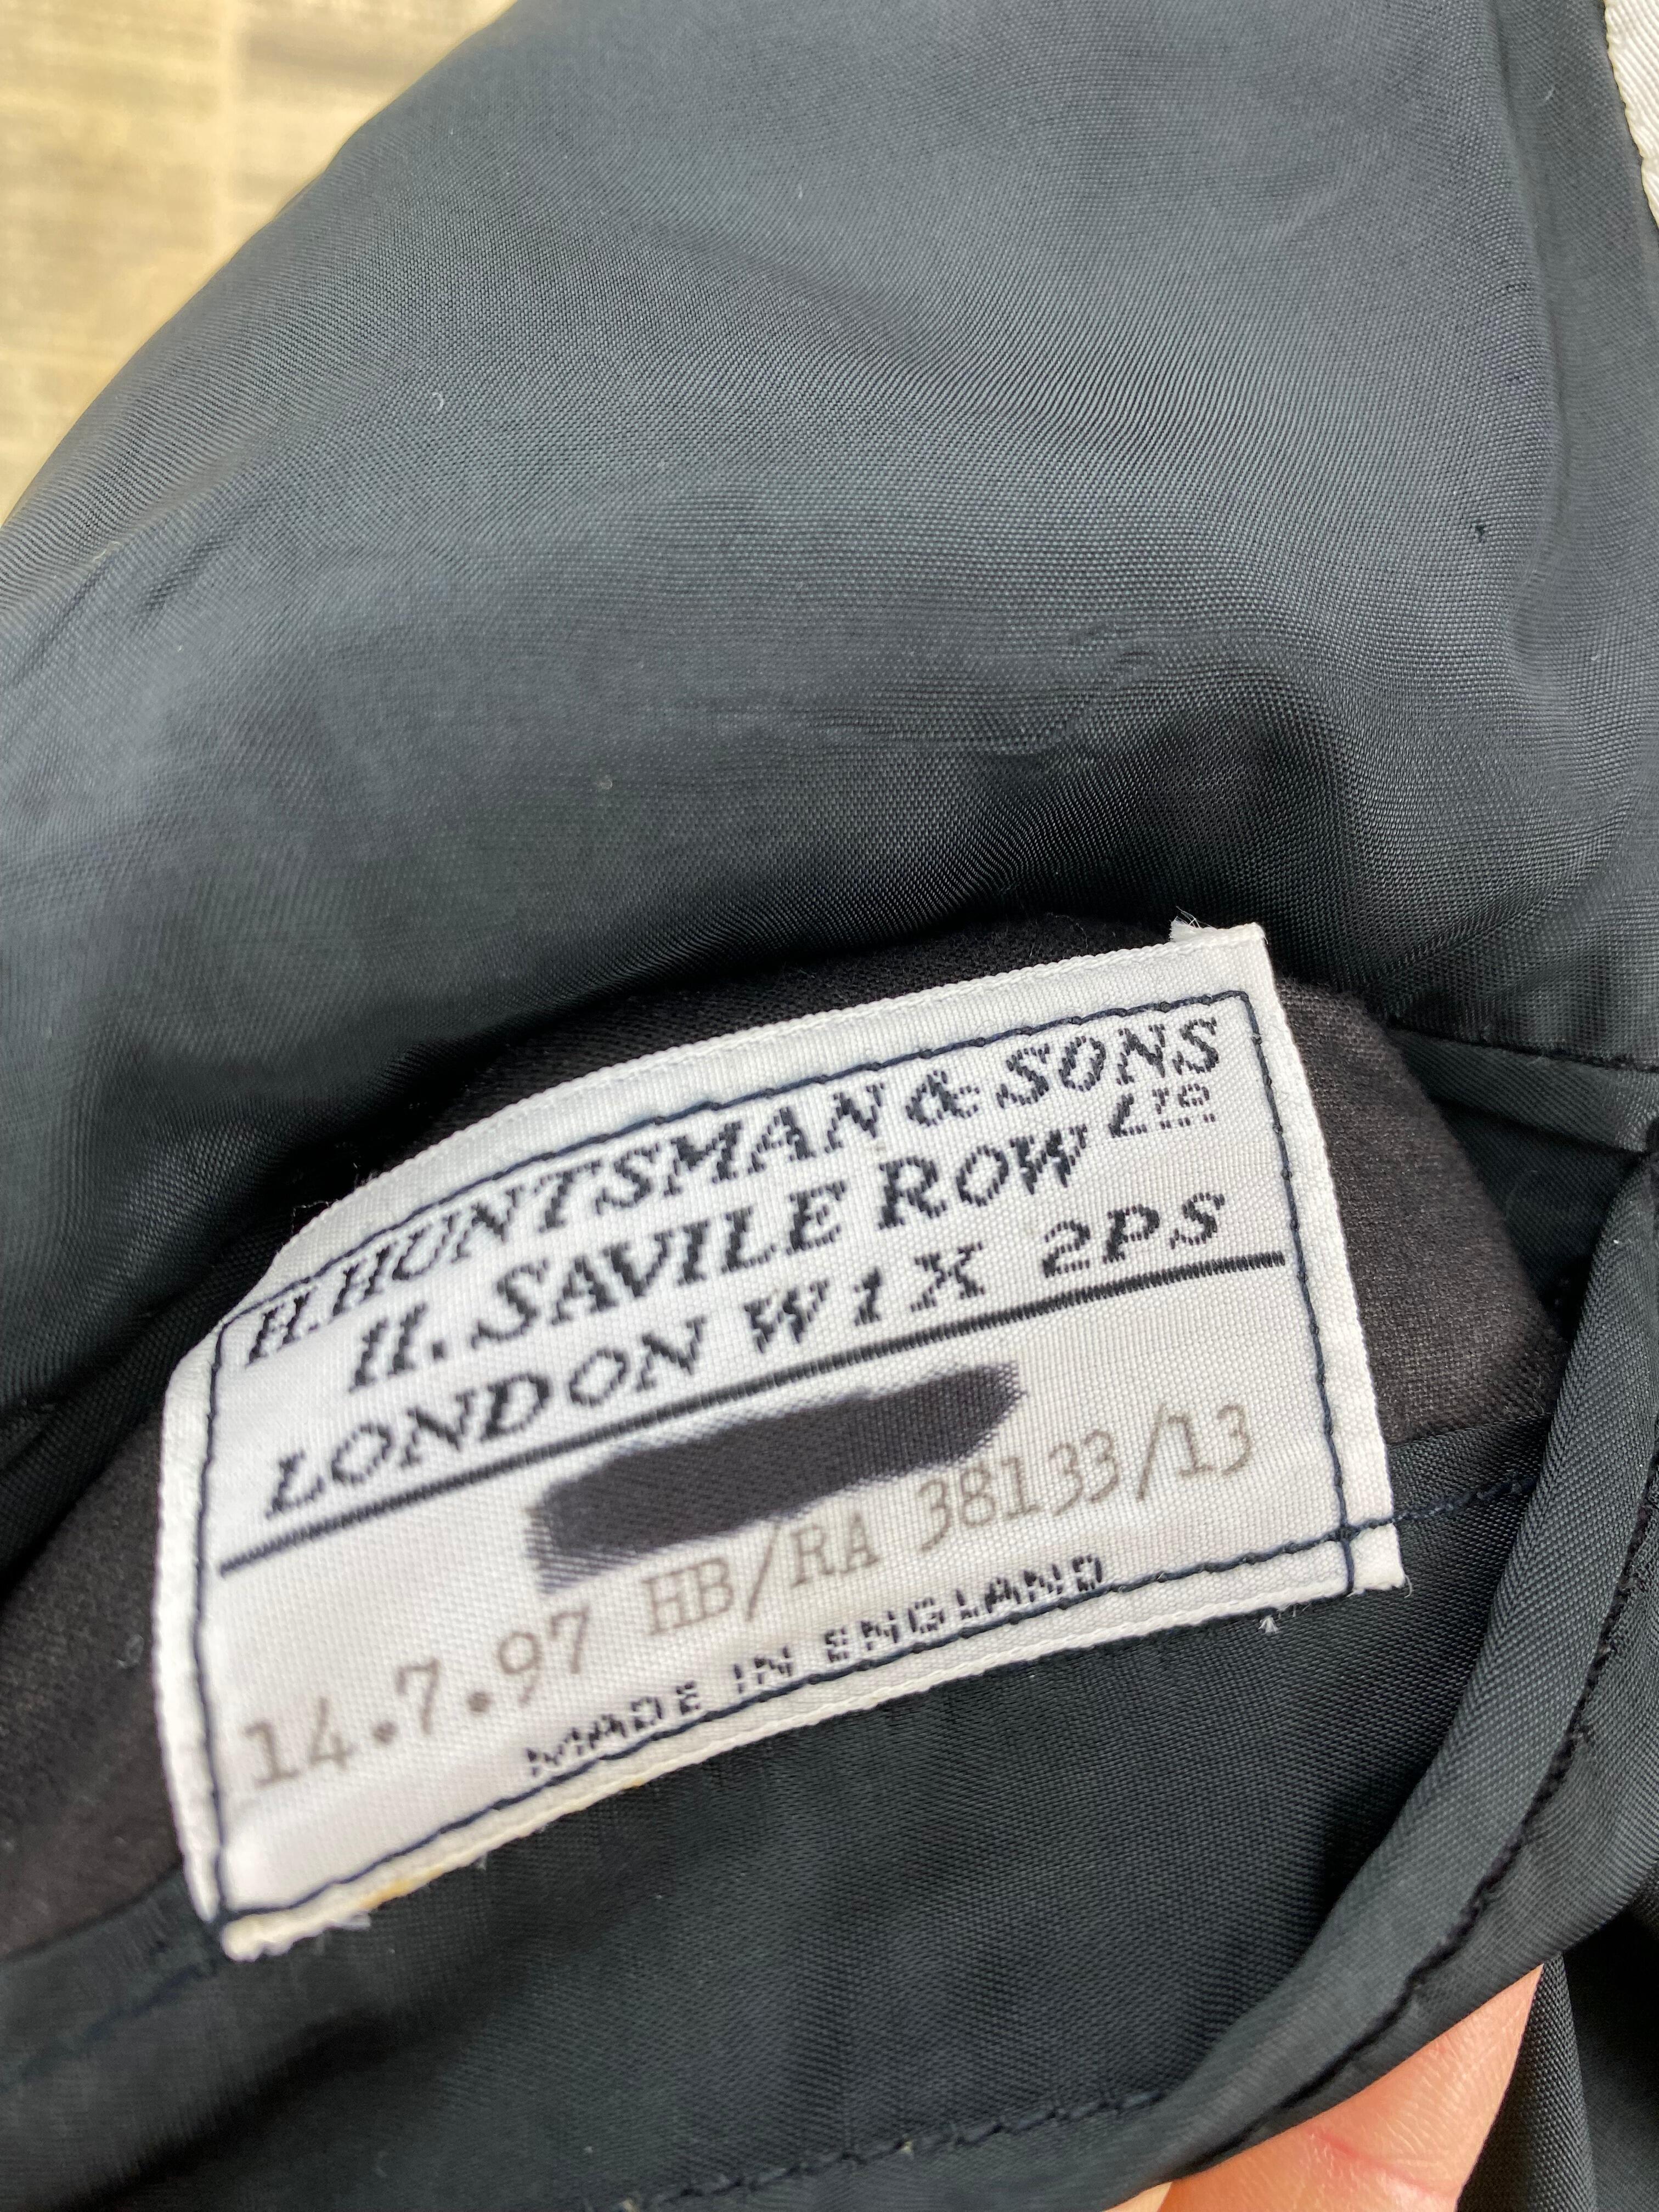 H. HUNTSMAN & SONS LTD
11. SAVILE ROW
LONDON W1X 2PS
14.7.97 HB/RA 38133/13
MADE IN ENGLAND